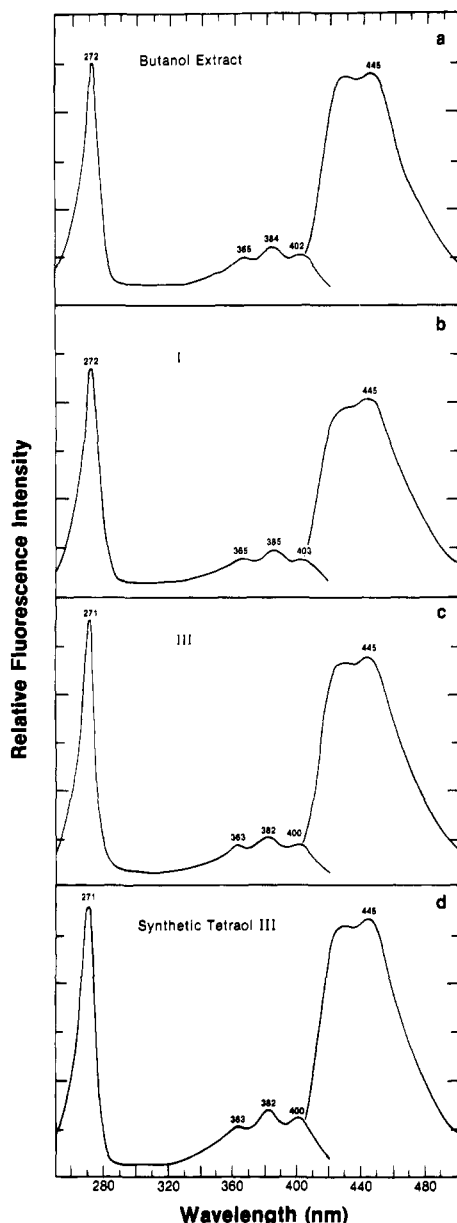 a
272
Butanol Extract
445
365
384
402
b
272
I
445
365
385
403
c
271
III
445
363
382
400
d
271
Synthetic Tetraol III
445
363
382
400
280 320 360 400 440 480
Wavelength (nm)
Relative Fluorescence Intensity